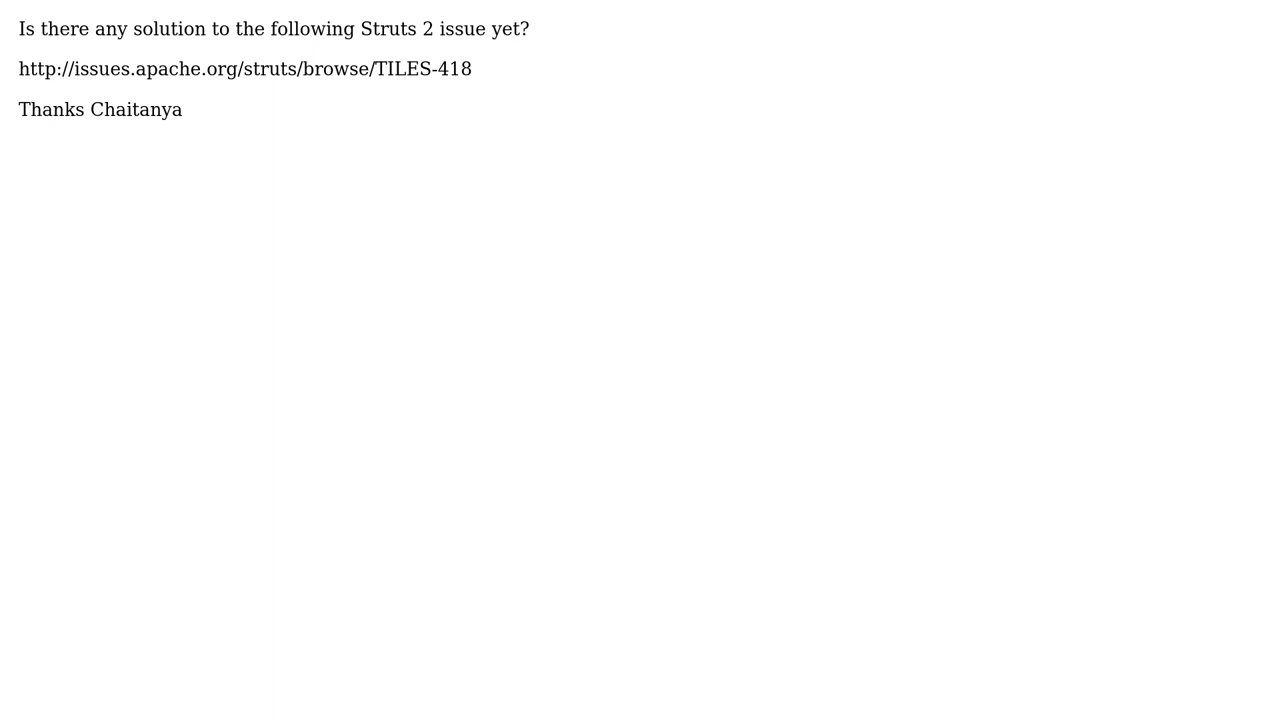 Is there any solution to the following Struts 2 issue yet?
http://issues.apache.org/struts/browse/TILES-418
Thanks Chaitanya